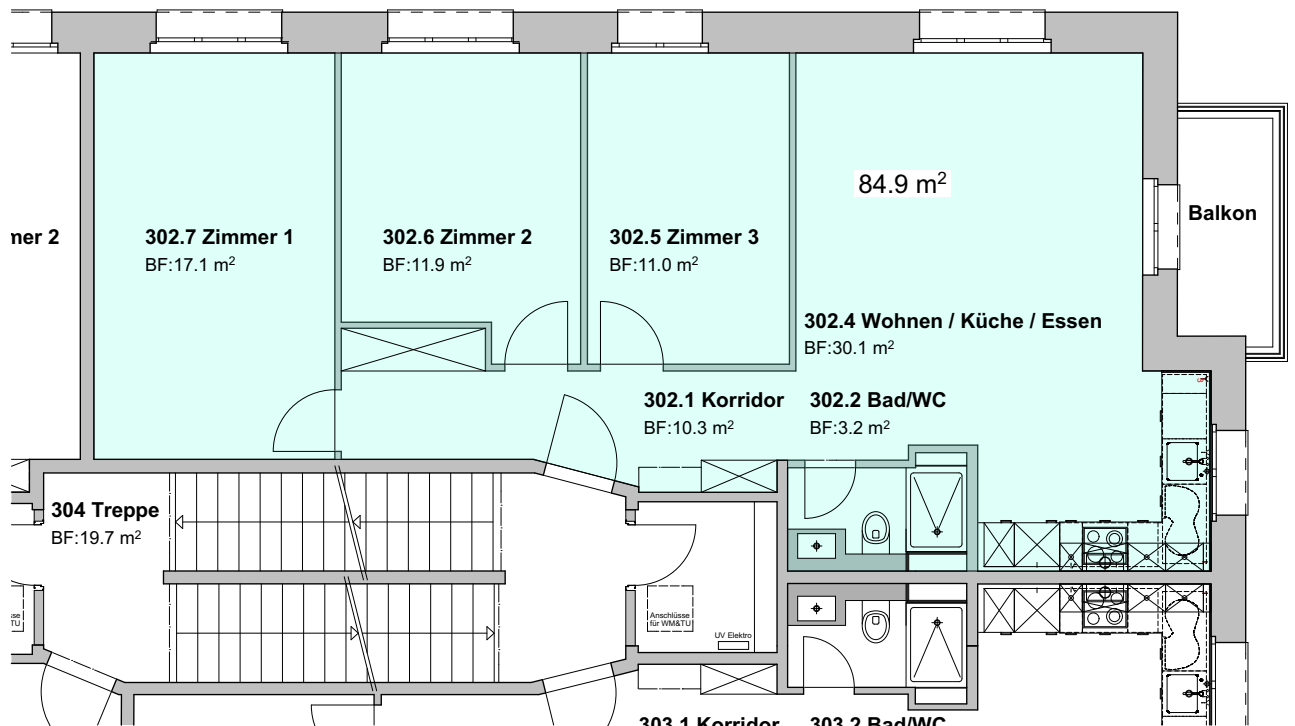 84.9 m²
Balkon
mer 2
302.7 Zimmer 1
BF:17.1 m²
302.6 Zimmer 2
BF:11.9 m²
302.5 Zimmer 3
BF:11.0 m²
302.4 Wohnen / Küche / Essen
BF:30.1 m²
302.1 Korridor
BF:10.3 m²
302.2 Bad/WC
BF:3.2 m²
304 Treppe
BF:19.7 m²
sse
TU
Anschlüsse
für WM&TU
UV Elektro
303.1 Korridor
303.2 Bad/WC